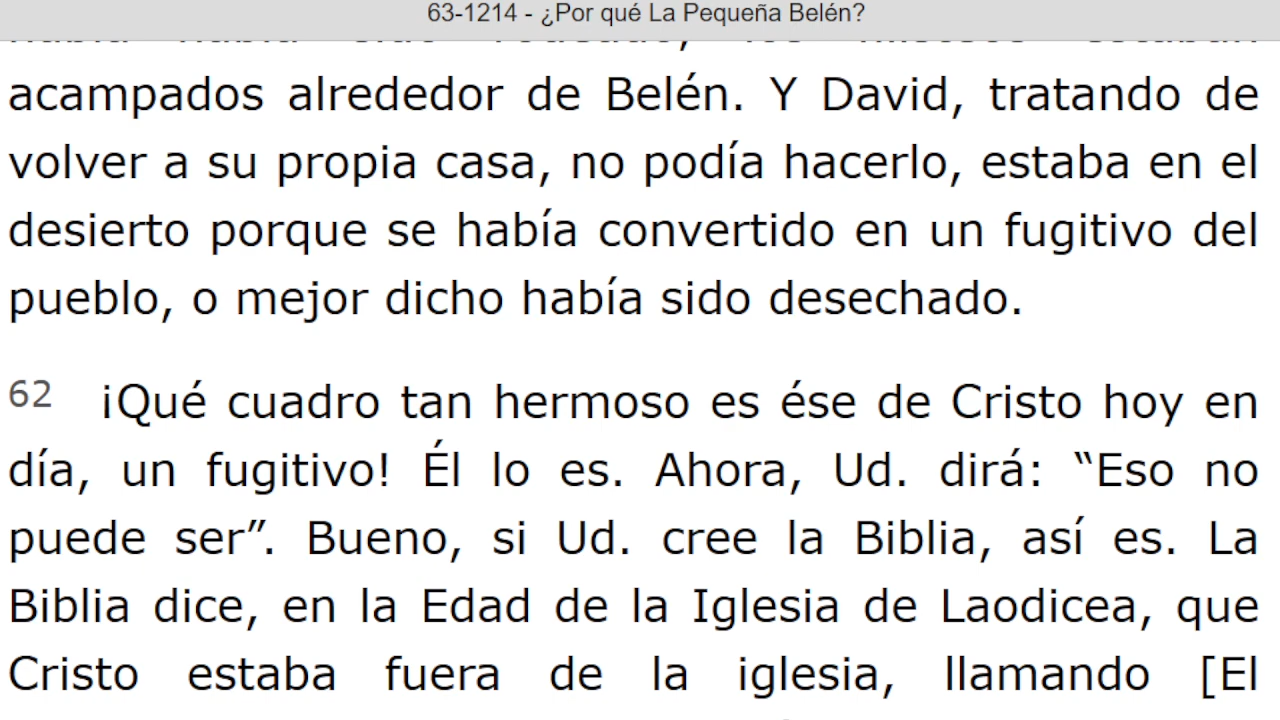 63-1214 - ¿Por qué La Pequeña Belén?
acampados alrededor de Belén. Y David, tratando de
volver a su propia casa, no podía hacerlo, estaba en el
desierto porque se había convertido en un fugitivo del
pueblo, o mejor dicho había sido desechado.
62 ¡Qué cuadro tan hermoso es ése de Cristo hoy en
día, un fugitivo! Él lo es. Ahora, Ud. dirá: “Eso no
puede ser”. Bueno, si Ud. cree la Biblia, así es. La
Biblia dice, en la Edad de la Iglesia de Laodicea, que
Cristo estaba fuera de la iglesia, llamando [El